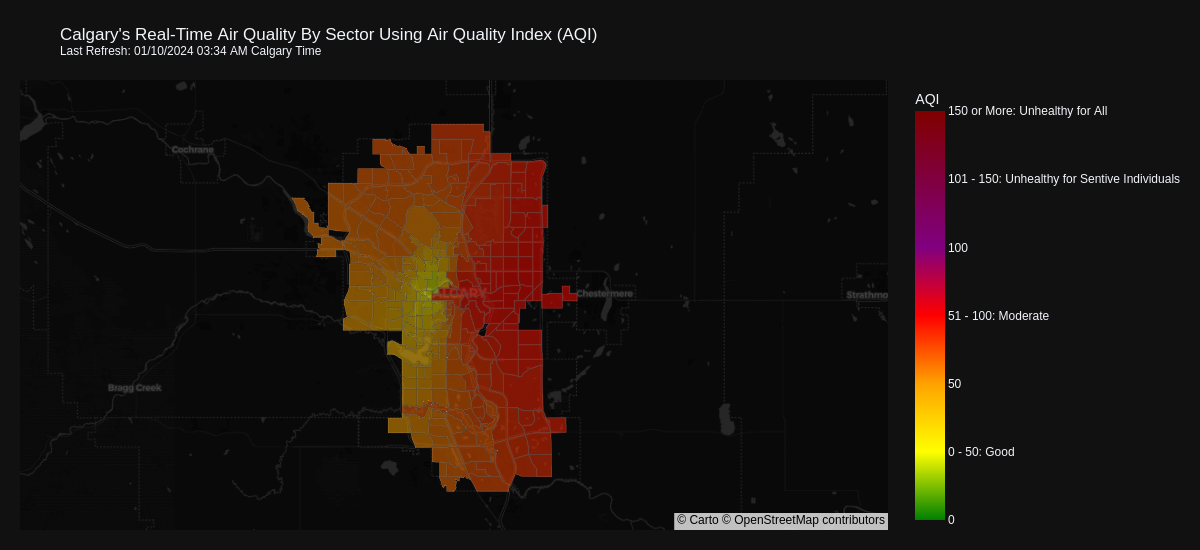 Calgary's Real-Time Air Quality By Sector Using Air Quality Index (AQI)
Last Refresh: 01/10/2024 03:34 AM Calgary Time
AQI
150 or More: Unhealthy for All
101 - 150: Unhealthy for Sentive Individuals
100
51 - 100: Moderate
50
0 - 50: Good
0
Cochrane
CALGARY
Chestermere
Strathmo
Bragg Creek
© Carto © OpenStreetMap contributors